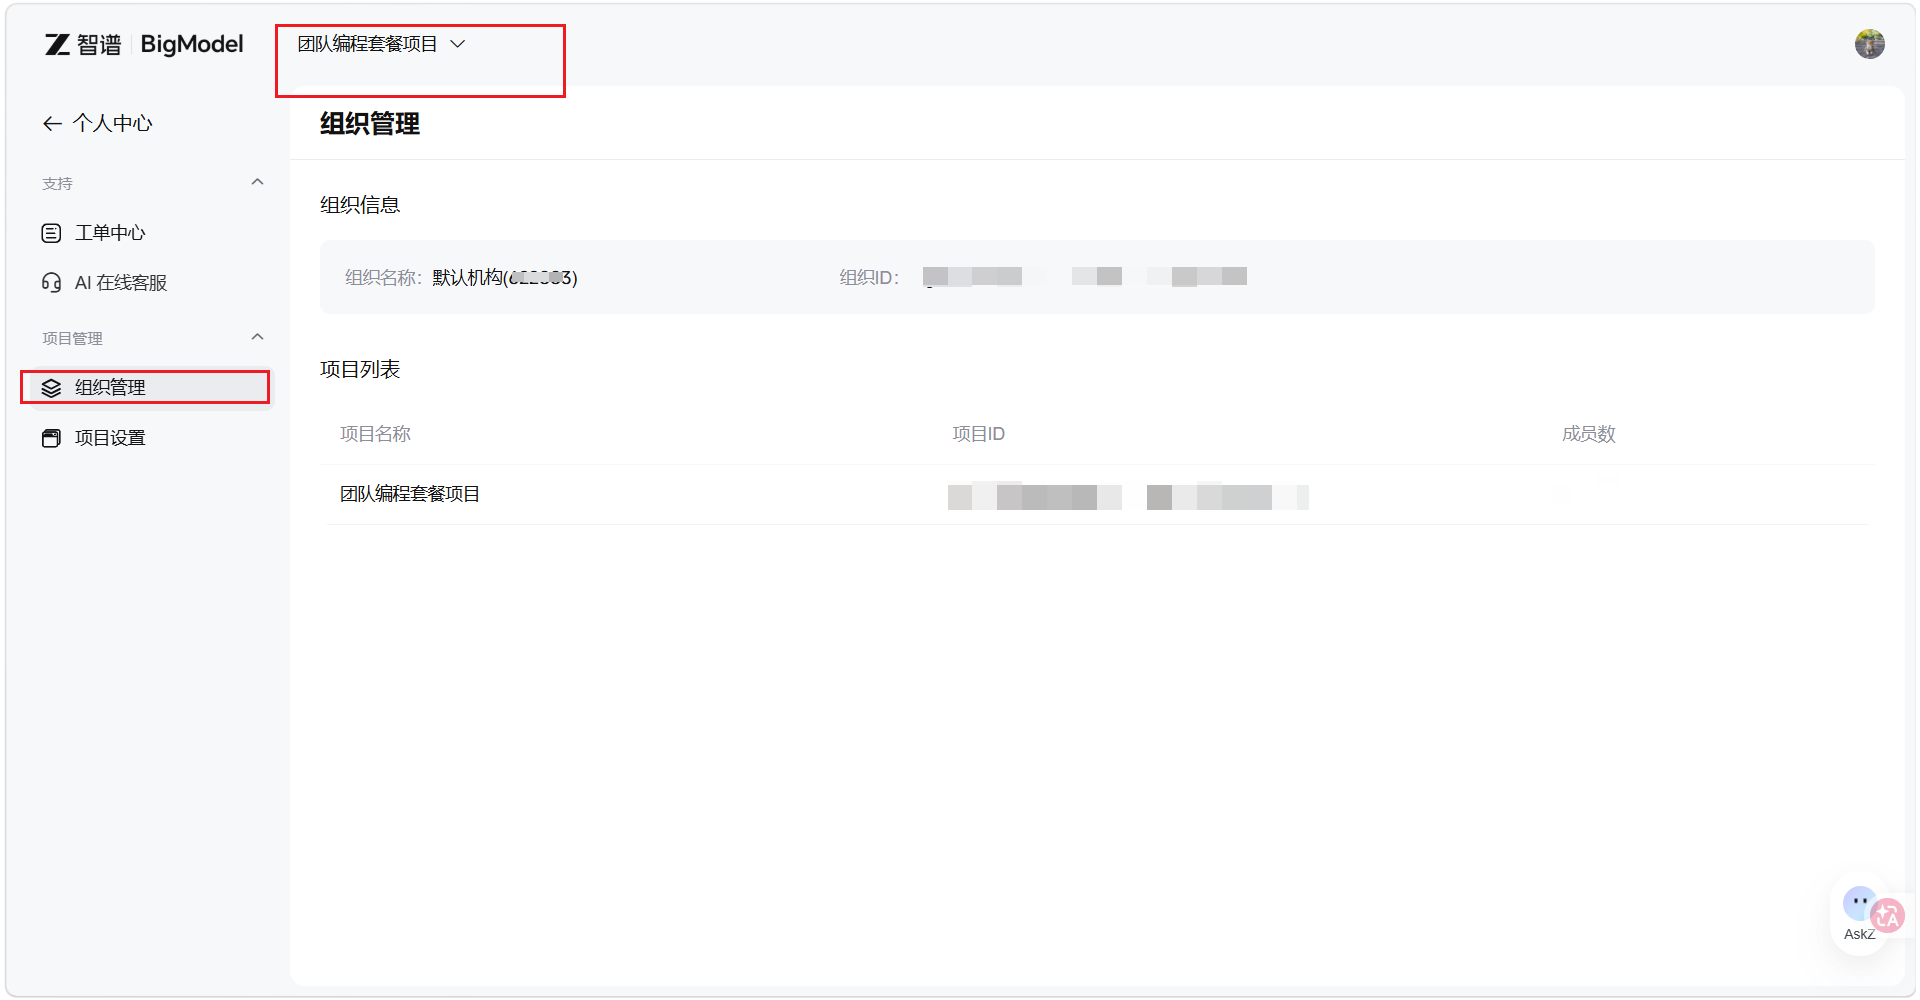 智谱 BigModel
团队编程套餐项目
个人中心
支持
工单中心
AI 在线客服
项目管理
组织管理
项目设置
组织管理
组织信息
组织名称: 默认机构( 3)
组织ID:
项目列表
项目名称 项目ID 成员数
团队编程套餐项目
AskZ